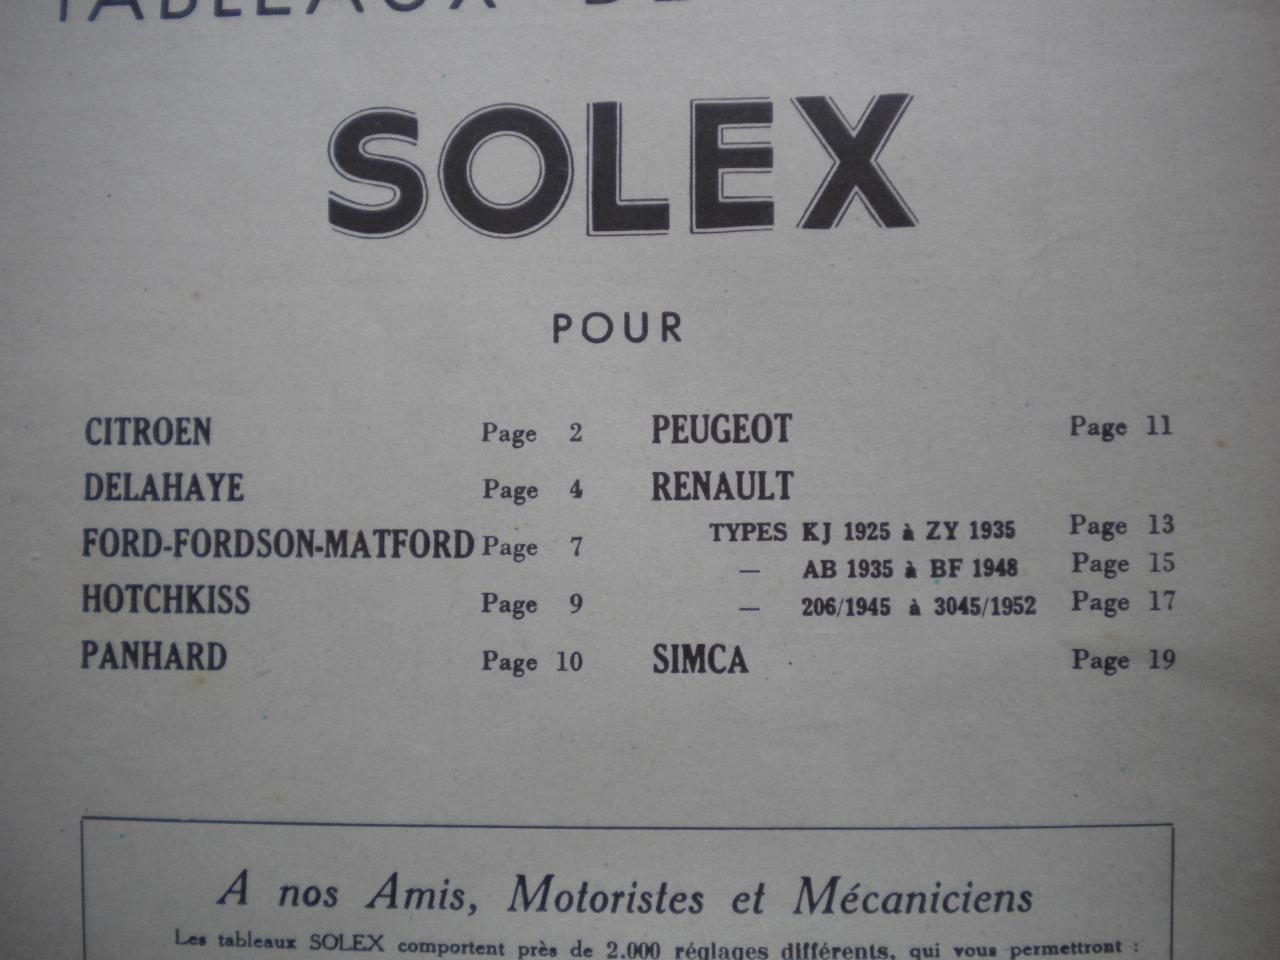 TABLEAUX DE
SOLEX
POUR
CITROEN Page 2
DELAHAYE Page 4
FORD-FORDSON-MATFORD Page 7
HOTCHKISS Page 9
PANHARD Page 10
PEUGEOT Page 11
RENAULT
TYPES KJ 1925 à ZY 1935 Page 13
— AB 1935 à BF 1948 Page 15
— 206/1945 à 3045/1952 Page 17
SIMCA Page 19
A nos Amis, Motoristes et Mécaniciens
Les tableaux SOLEX comportent près de 2.000 réglages différents, qui vous permettront :